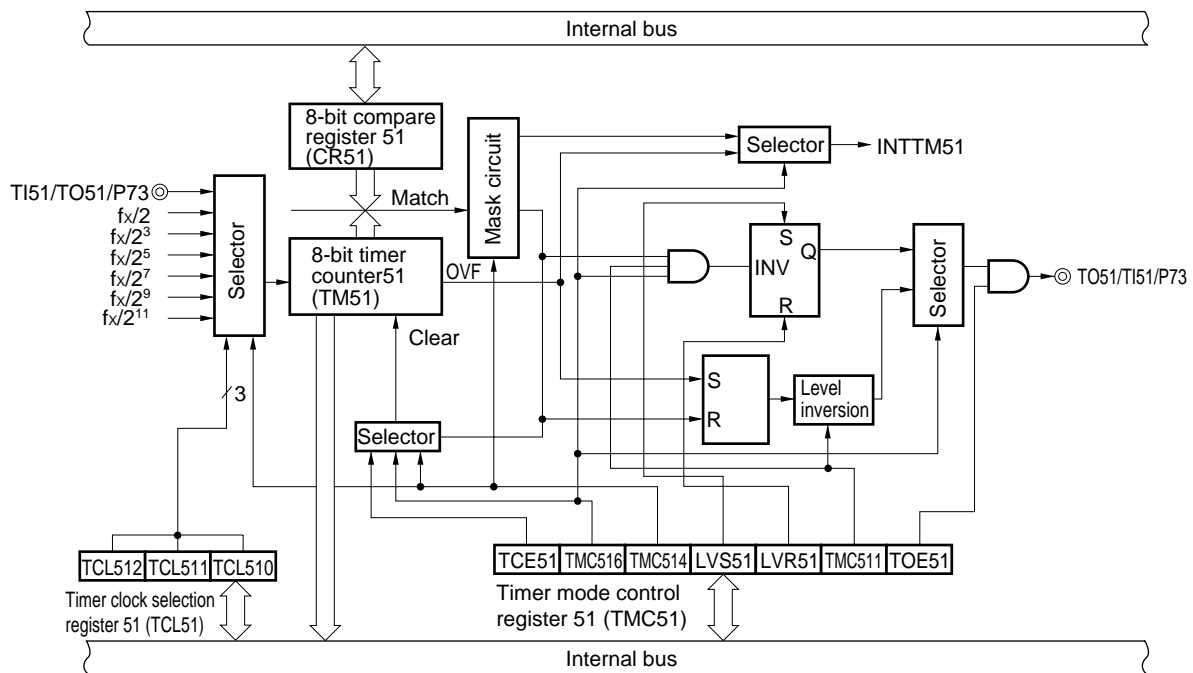 Internal bus
8-bit compare
register 51
(CR51)
Mask circuit
Selector
INTTM51
TI51/TO51/P73
fX/2
fX/2³
fX/2⁵
fX/2⁷
fX/2⁹
fX/2¹¹
Selector
Match
8-bit timer
counter51
(TM51)
OVF
Clear
S
INV
Q
R
Selector
TO51/TI51/P73
3
S
R
Level
inversion
Selector
TCL512
TCL511
TCL510
Timer clock selection
register 51 (TCL51)
TCE51
TMC516
TMC514
LVS51
LVR51
TMC511
TOE51
Timer mode control
register 51 (TMC51)
Internal bus